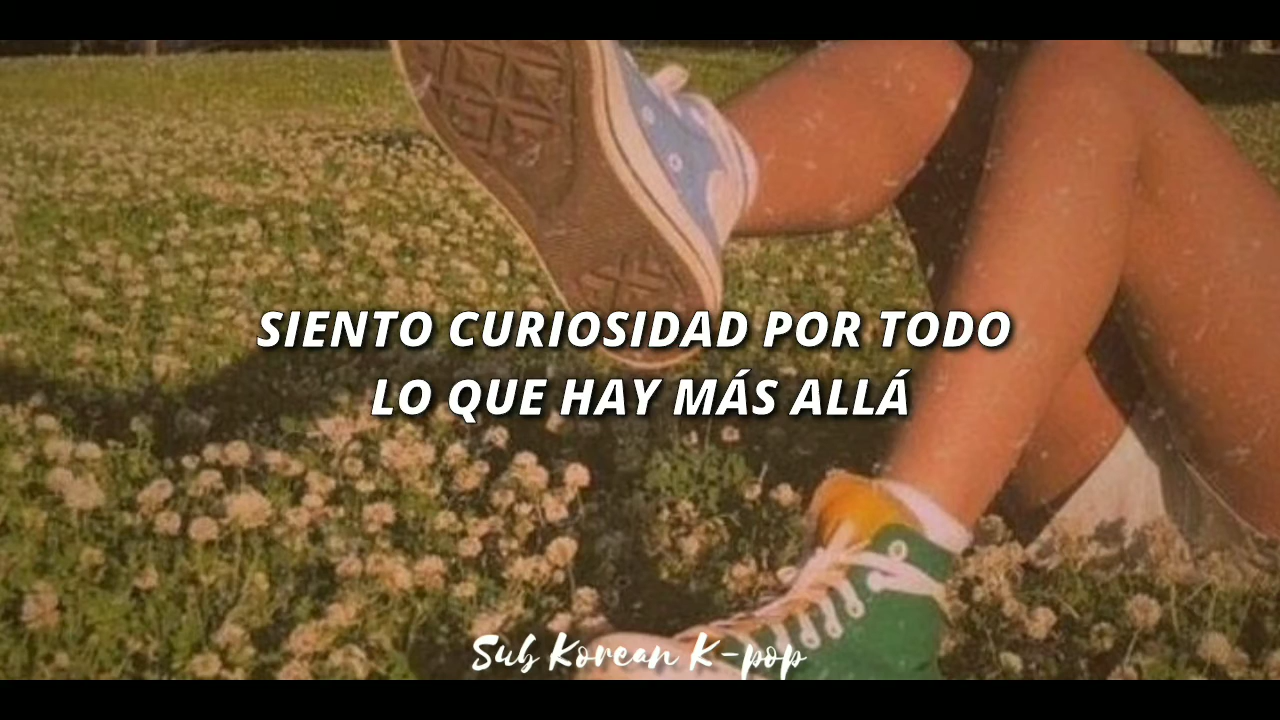 SIENTO CURIOSIDAD POR TODO
LO QUE HAY MÁS ALLÁ
Sub Korean K-pop